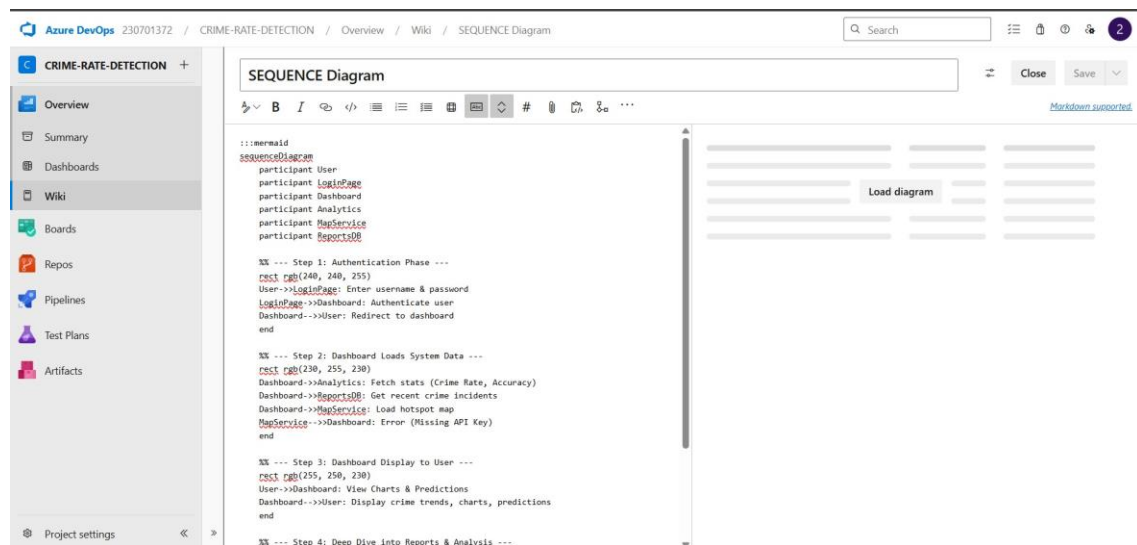 Azure DevOps 230701372 / CRIME-RATE-DETECTION / Overview / Wiki / SEQUENCE Diagram
Search
2
C CRIME-RATE-DETECTION +
Overview
Summary
Dashboards
Wiki
Boards
Repos
Pipelines
Test Plans
Artifacts
Project settings
SEQUENCE Diagram
Close
Save
B I </> # Abc
Markdown supported.
:::mermaid
sequenceDiagram
participant User
participant LoginPage
participant Dashboard
participant Analytics
participant MapService
participant ReportsDB
%% --- Step 1: Authentication Phase ---
rect rgb(240, 240, 255)
User->>LoginPage: Enter username & password
LoginPage->>Dashboard: Authenticate user
Dashboard-->>User: Redirect to dashboard
end
%% --- Step 2: Dashboard Loads System Data ---
rect rgb(230, 255, 230)
Dashboard->>Analytics: Fetch stats (Crime Rate, Accuracy)
Dashboard->>ReportsDB: Get recent crime incidents
Dashboard->>MapService: Load hotspot map
MapService-->>Dashboard: Error (Missing API Key)
end
%% --- Step 3: Dashboard Display to User ---
rect rgb(255, 250, 230)
User->>Dashboard: View Charts & Predictions
Dashboard-->>User: Display crime trends, charts, predictions
end
%% --- Step 4: Deep Dive into Reports & Analysis ---
Load diagram